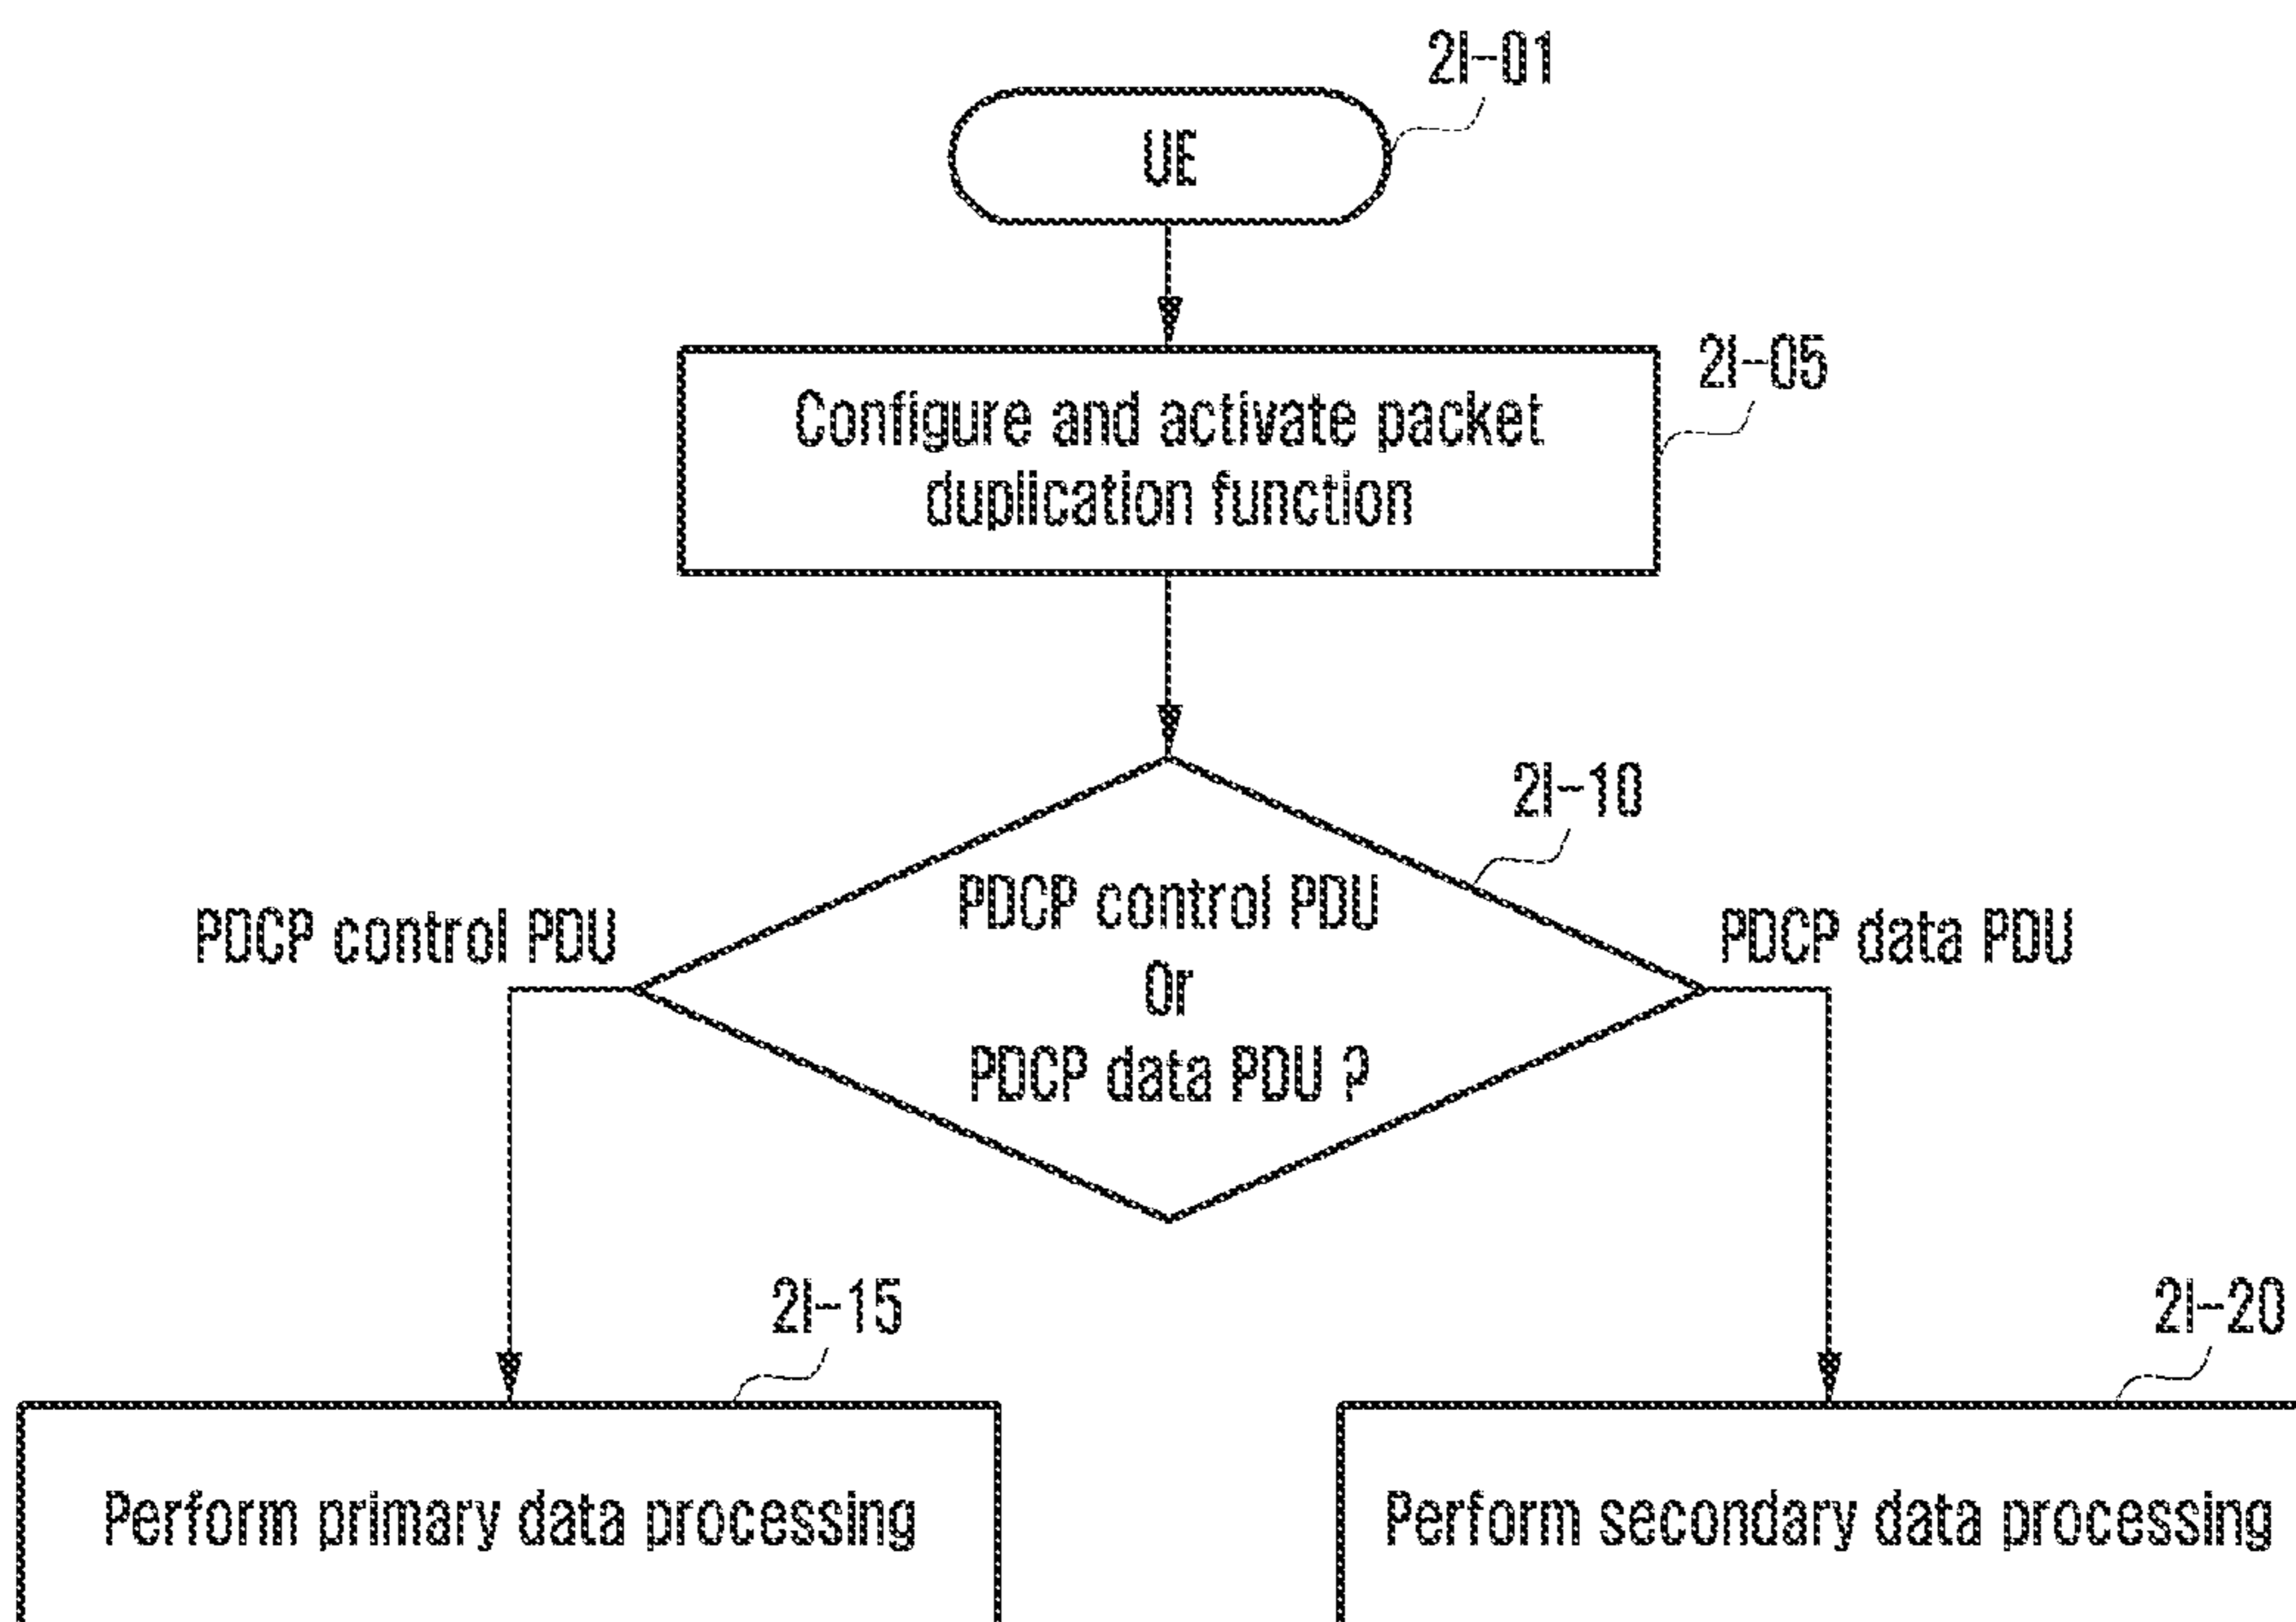 2I-01
UE
2I-05
Configure and activate packet
duplication function
2I-10
PDCP control PDU
PDCP control PDU
Or
PDCP data PDU ?
PDCP data PDU
2I-15
2I-20
Perform primary data processing
Perform secondary data processing